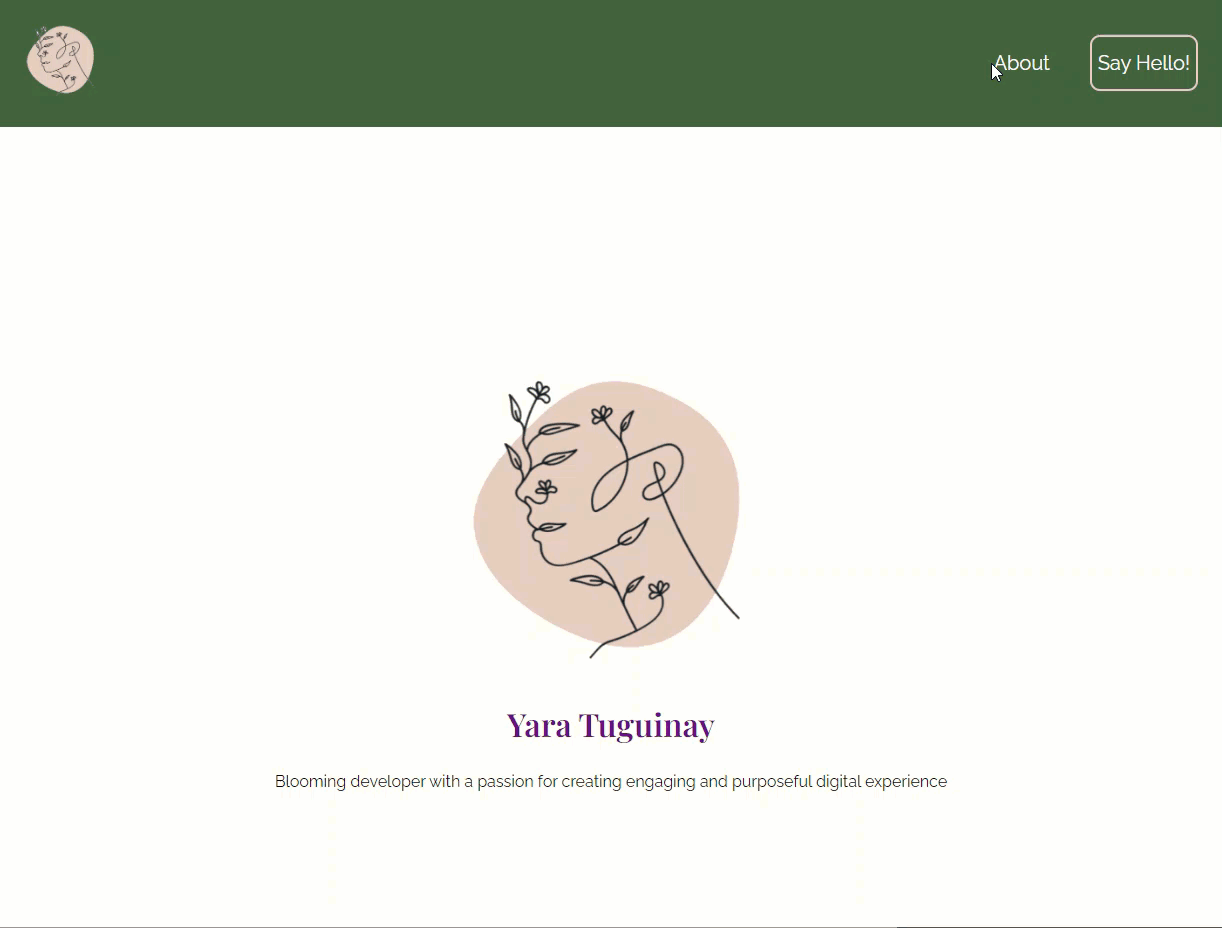 About
Say Hello!
Yara Tuguinay
Blooming developer with a passion for creating engaging and purposeful digital experience